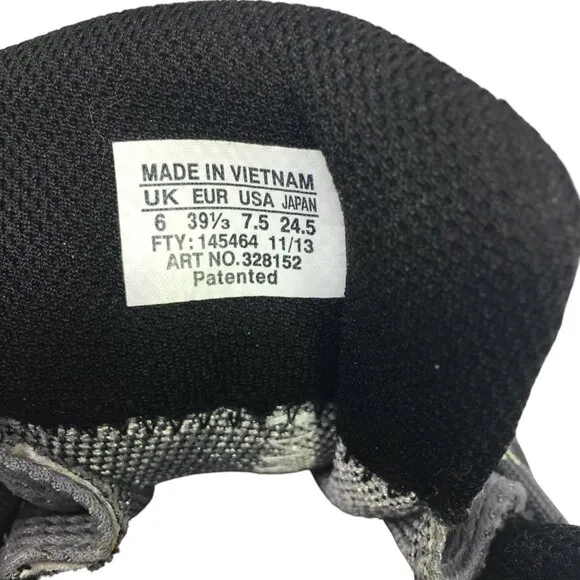 MADE IN VIETNAM
UK EUR USA JAPAN
6 39⅓ 7.5 24.5
FTY: 145464 11/13
ART NO.328152
Patented